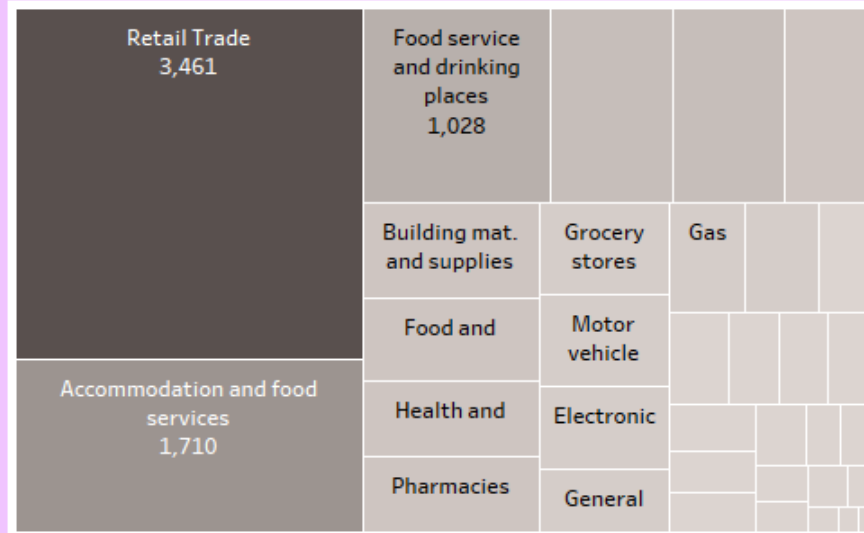 Retail Trade
3,461
Food service
and drinking
places
1,028
Building mat.
and supplies
Grocery
stores
Gas
Food and
Motor
vehicle
Accommodation and food
services
1,710
Health and
Electronic
Pharmacies
General